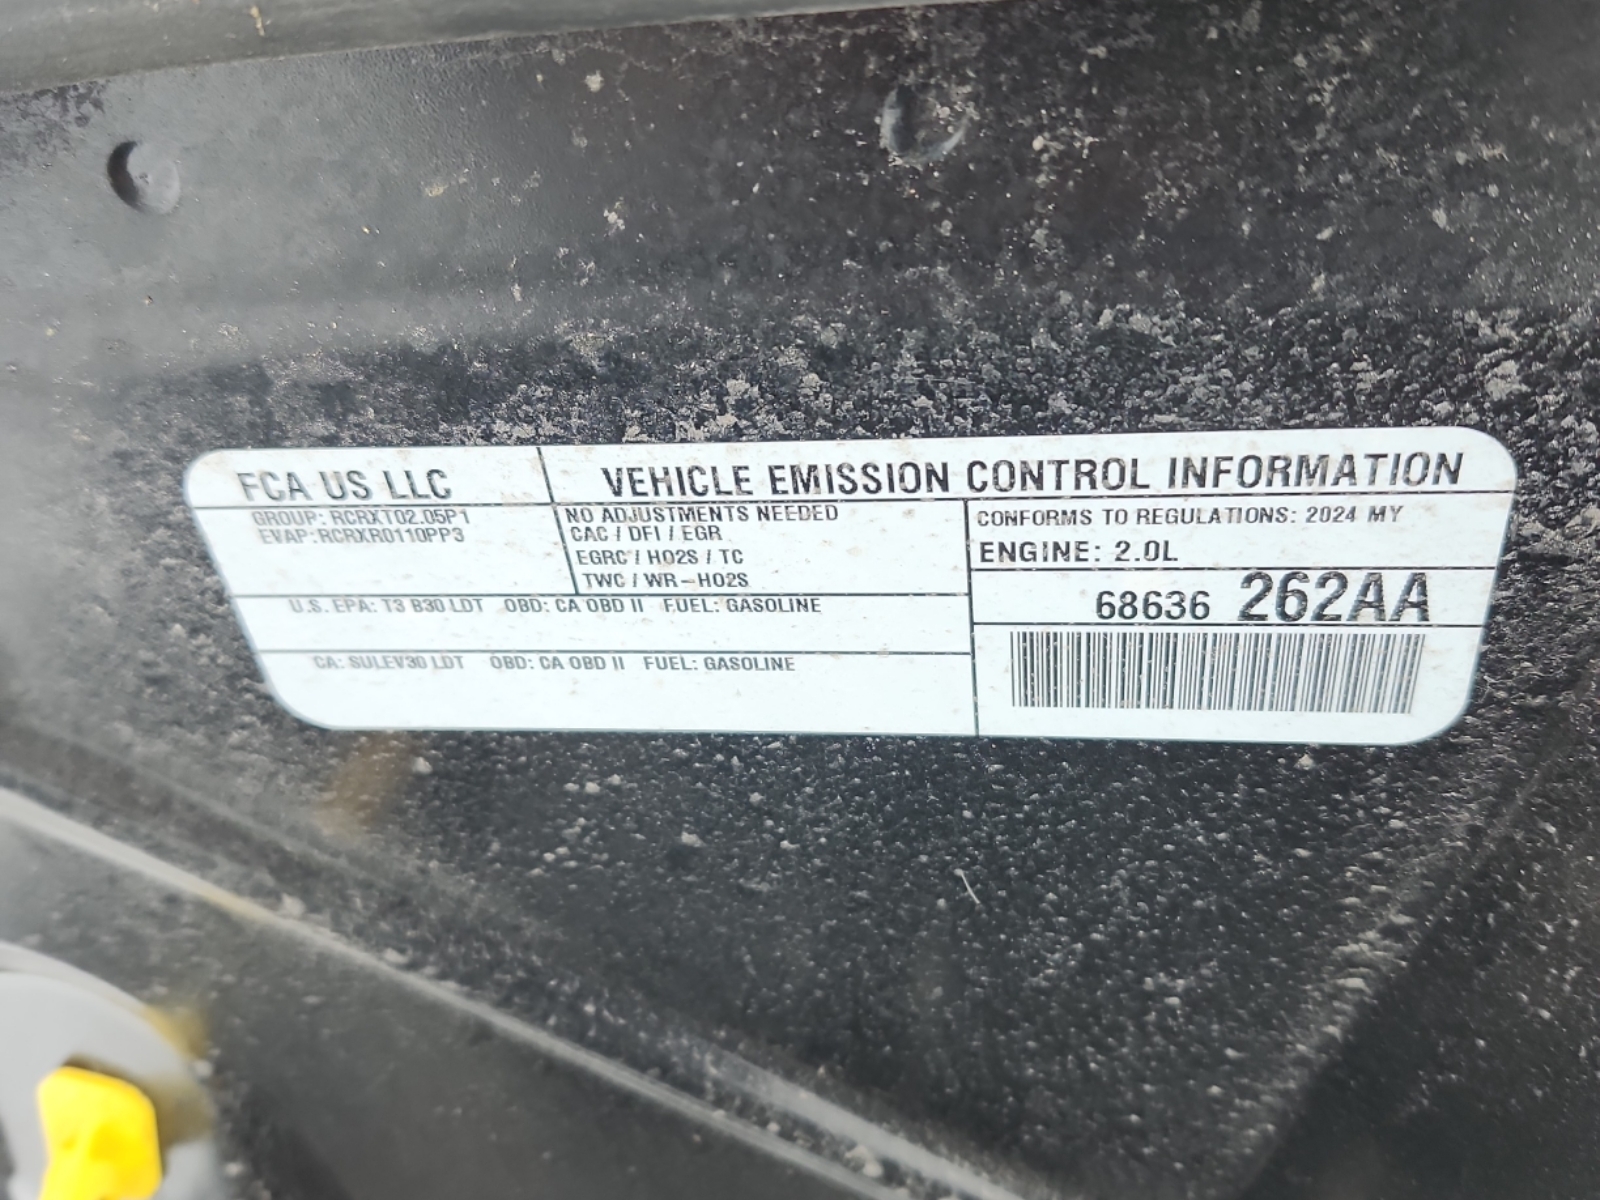 FCA US LLC
VEHICLE EMISSION CONTROL INFORMATION
GROUP: RCRXT02.05P1
EVAP: RCRXR0110PP3
NO ADJUSTMENTS NEEDED
CAC / DFI / EGR
EGRC / HO2S / TC
TWC / WR-HO2S
CONFORMS TO REGULATIONS: 2024 MY
ENGINE: 2.0L
68636 262AA
U.S. EPA: T3 B30 LDT OBD: CA OBD II FUEL: GASOLINE
CA: SULEV30 LDT OBD: CA OBD II FUEL: GASOLINE